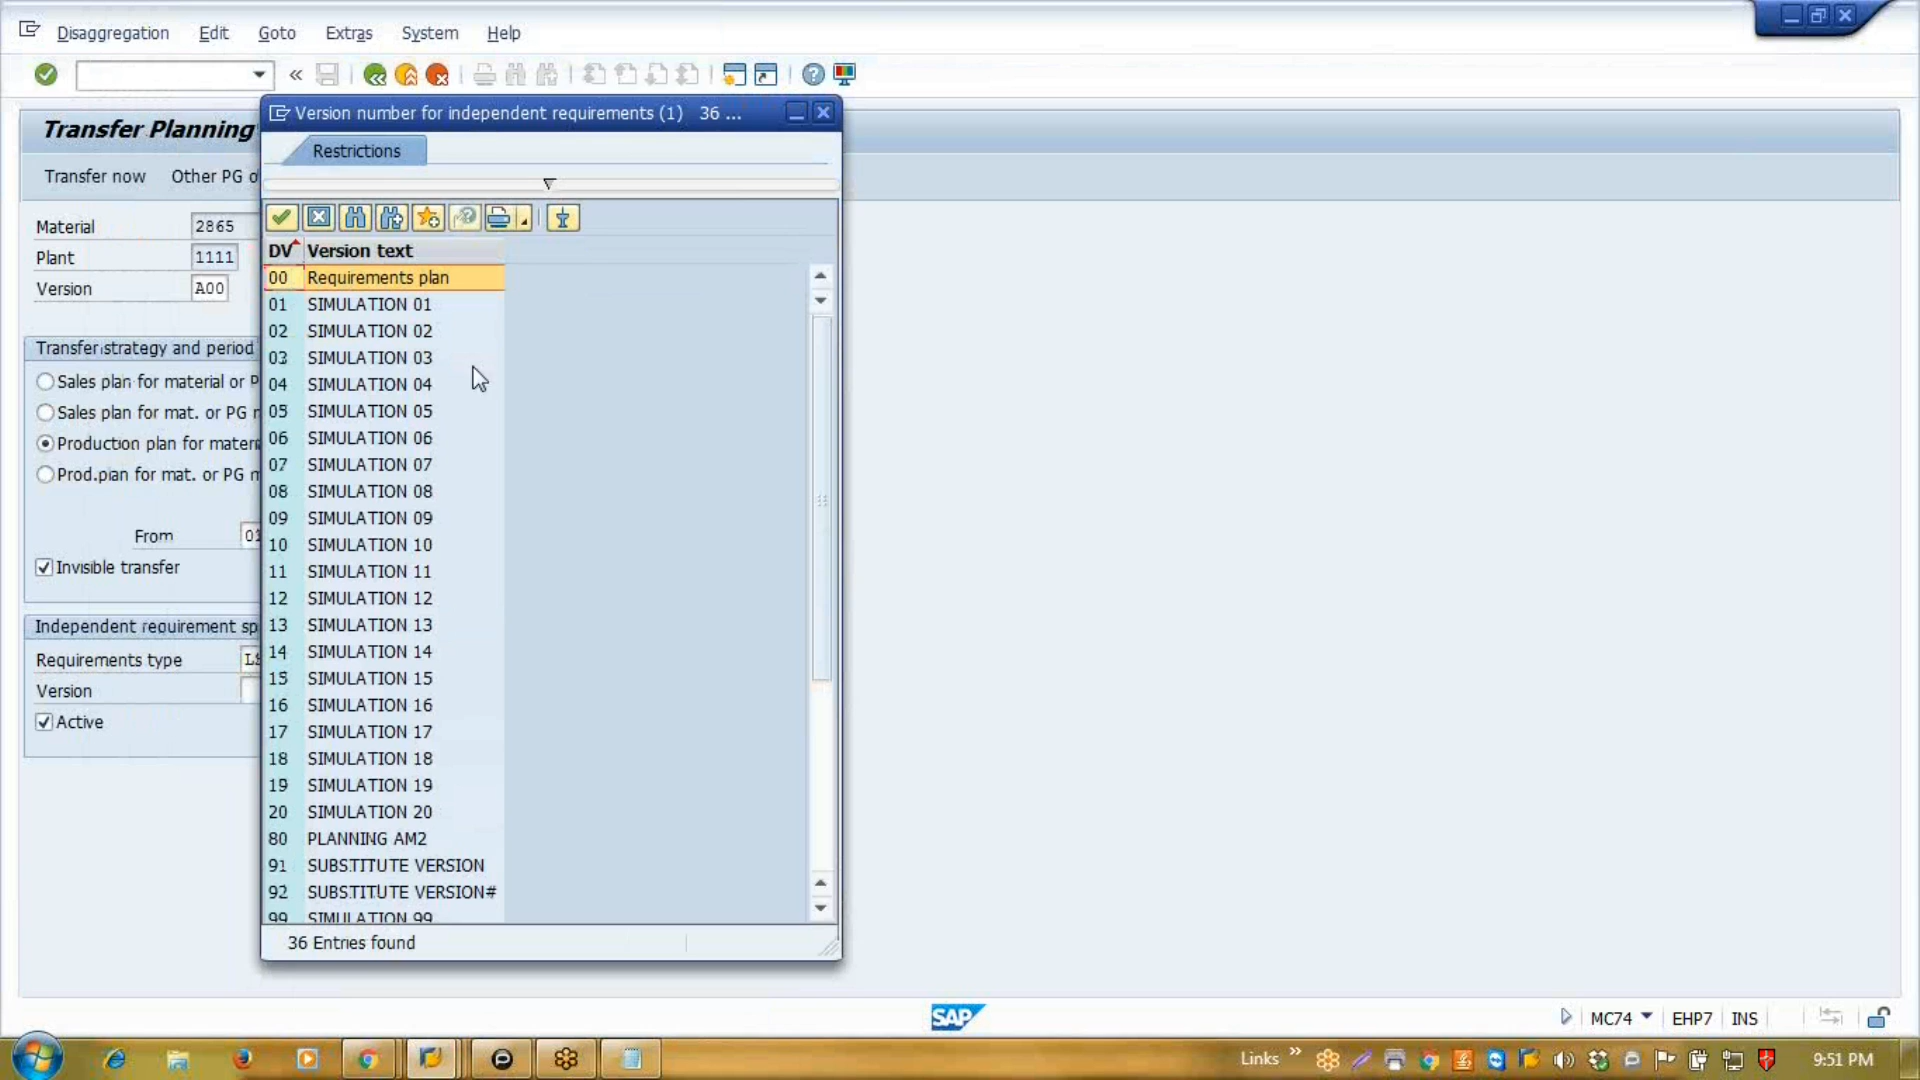 Disaggregation Edit Goto Extras System Help
Version number for independent requirements (1) 36 ...
Transfer Planning
Restrictions
Transfer now Other PG o
Material 2865
Plant 1111
Version A00
DV Version text
00 Requirements plan
01 SIMULATION 01
02 SIMULATION 02
03 SIMULATION 03
04 SIMULATION 04
05 SIMULATION 05
06 SIMULATION 06
07 SIMULATION 07
08 SIMULATION 08
09 SIMULATION 09
10 SIMULATION 10
11 SIMULATION 11
12 SIMULATION 12
13 SIMULATION 13
14 SIMULATION 14
15 SIMULATION 15
16 SIMULATION 16
17 SIMULATION 17
18 SIMULATION 18
19 SIMULATION 19
20 SIMULATION 20
80 PLANNING AM2
91 SUBSTITUTE VERSION
92 SUBSTITUTE VERSION#
99 SIMULATION 99
36 Entries found
Transfer strategy and period
Sales plan for material or P
Sales plan for mat. or PG m
Production plan for materia
Prod.plan for mat. or PG m
From 01
Invisible transfer
Independent requirement sp
Requirements type LS
Version
Active
SAP
MC74 EHP7 INS
Links » 9:51 PM